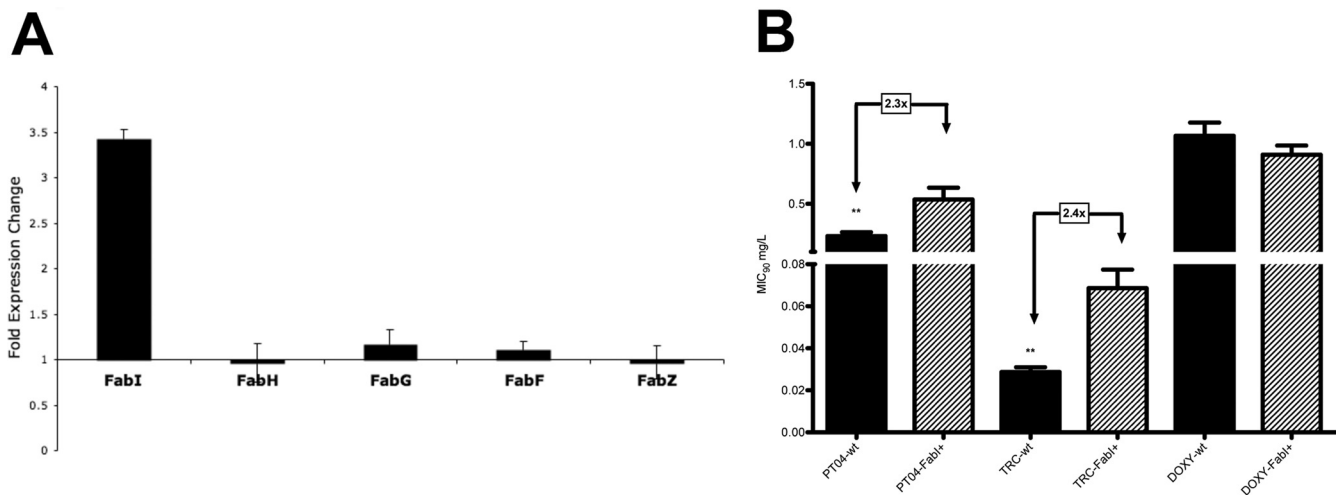 A
Fold Expression Change
4
3.5
3
2.5
2
1.5
1
0.5
0
FabI
FabH
FabG
FabF
FabZ
B
MIC90 mg/L
1.5
1.0
0.5
0.08
0.06
0.04
0.02
0.00
2.3x
2.4x
**
**
PT04-wt
PT04-FabI+
TRC-wt
TRC-FabI+
DOXY-wt
DOXY-FabI+